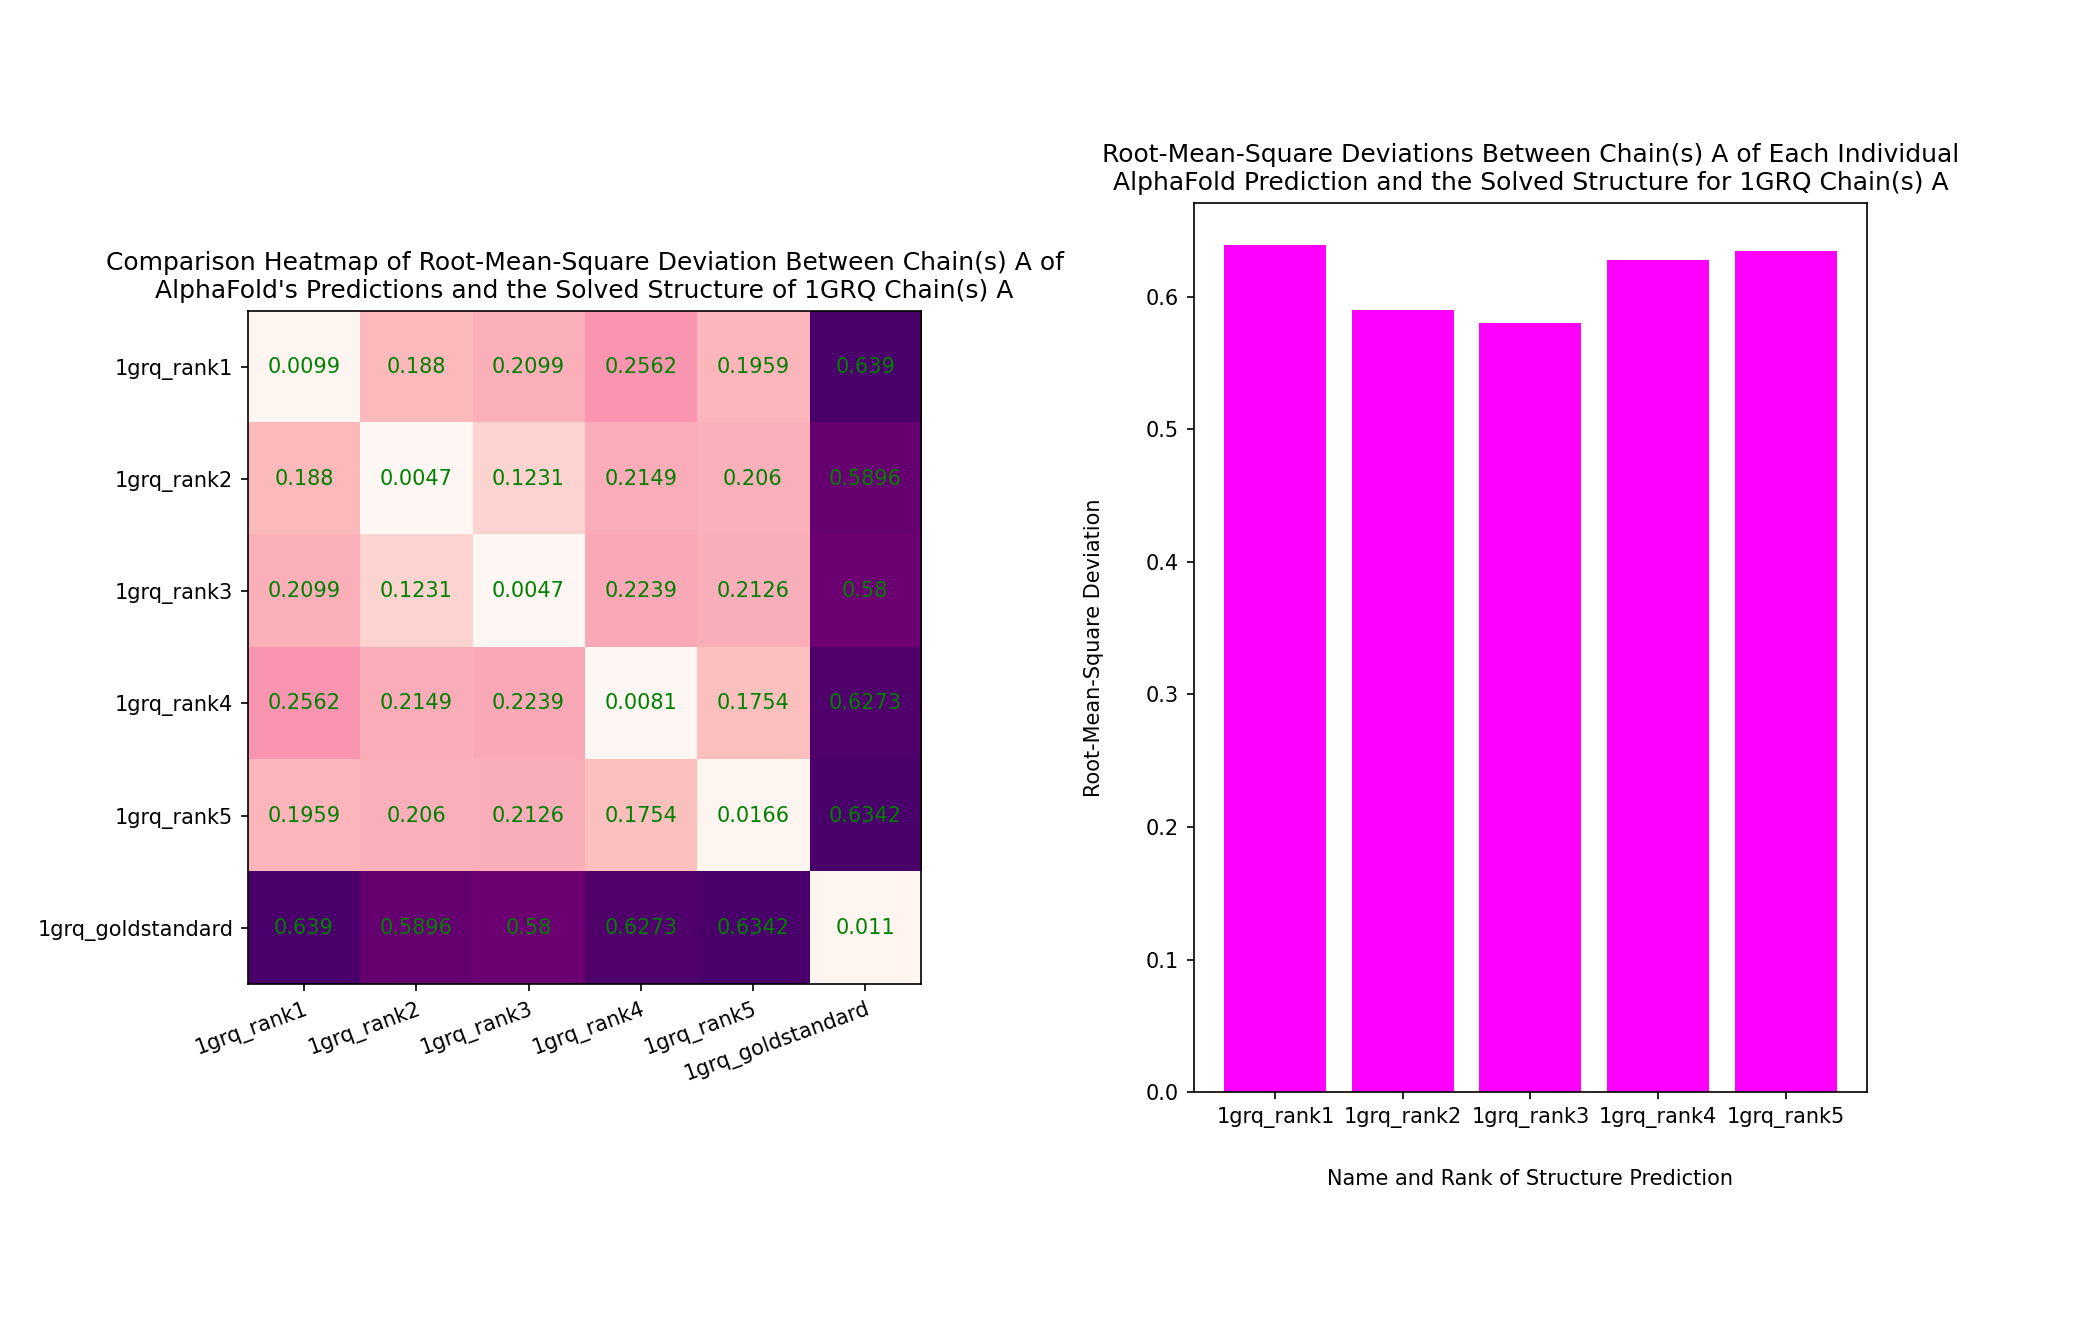 Comparison Heatmap of Root-Mean-Square Deviation Between Chain(s) A of
AlphaFold's Predictions and the Solved Structure of 1GRQ Chain(s) A
1grq_rank1 0.0099 0.188 0.2099 0.2562 0.1959 0.639
1grq_rank2 0.188 0.0047 0.1231 0.2149 0.206 0.5896
1grq_rank3 0.2099 0.1231 0.0047 0.2239 0.2126 0.58
1grq_rank4 0.2562 0.2149 0.2239 0.0081 0.1754 0.6273
1grq_rank5 0.1959 0.206 0.2126 0.1754 0.0166 0.6342
1grq_goldstandard 0.639 0.5896 0.58 0.6273 0.6342 0.011
1grq_rank1 1grq_rank2 1grq_rank3 1grq_rank4 1grq_rank5 1grq_goldstandard
Root-Mean-Square Deviations Between Chain(s) A of Each Individual
AlphaFold Prediction and the Solved Structure for 1GRQ Chain(s) A
Root-Mean-Square Deviation
0.6
0.5
0.4
0.3
0.2
0.1
0.0
1grq_rank1 1grq_rank2 1grq_rank3 1grq_rank4 1grq_rank5
Name and Rank of Structure Prediction